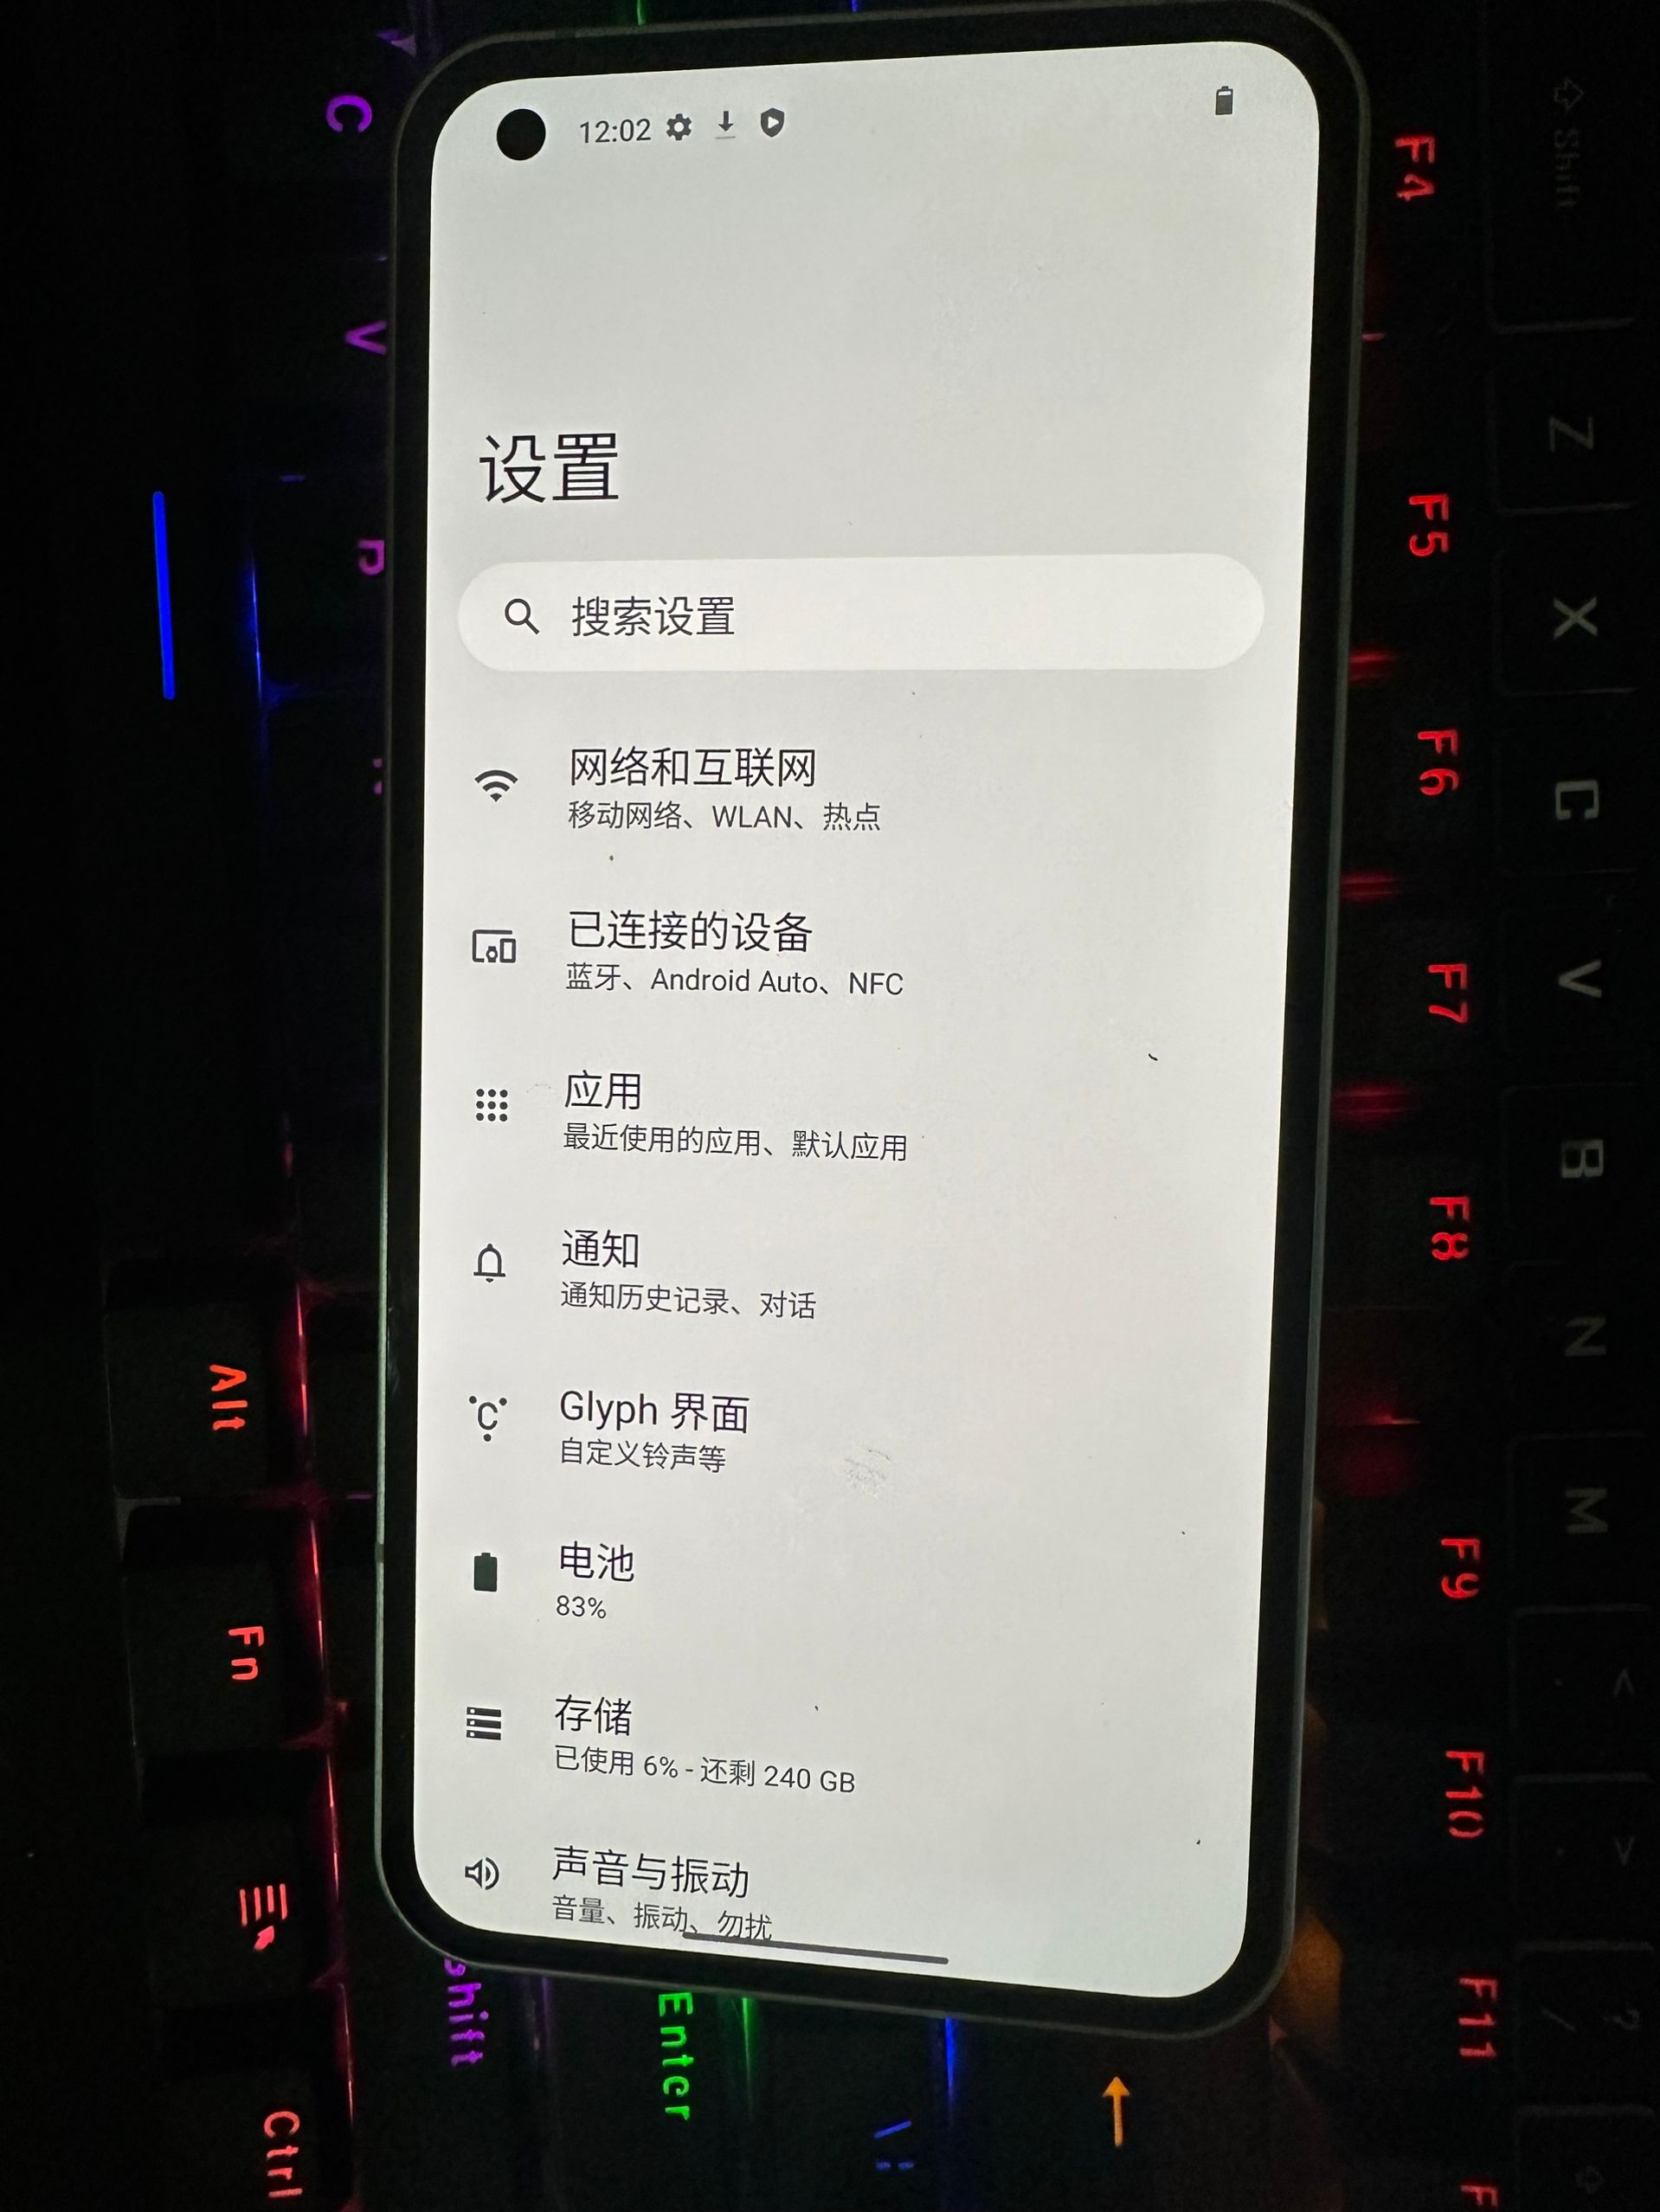 12:02
设置
搜索设置
网络和互联网
移动网络、WLAN、热点
已连接的设备
蓝牙、Android Auto、NFC
应用
最近使用的应用、默认应用
通知
通知历史记录、对话
Glyph 界面
自定义铃声等
电池
83%
存储
已使用 6% - 还剩 240 GB
声音与振动
音量、振动、勿扰
C
V
Alt
Fn
Ctrl
Enter
F4
F5
F6
F7
F8
F9
F10
F11
Shift
Z
X
C
V
B
N
M